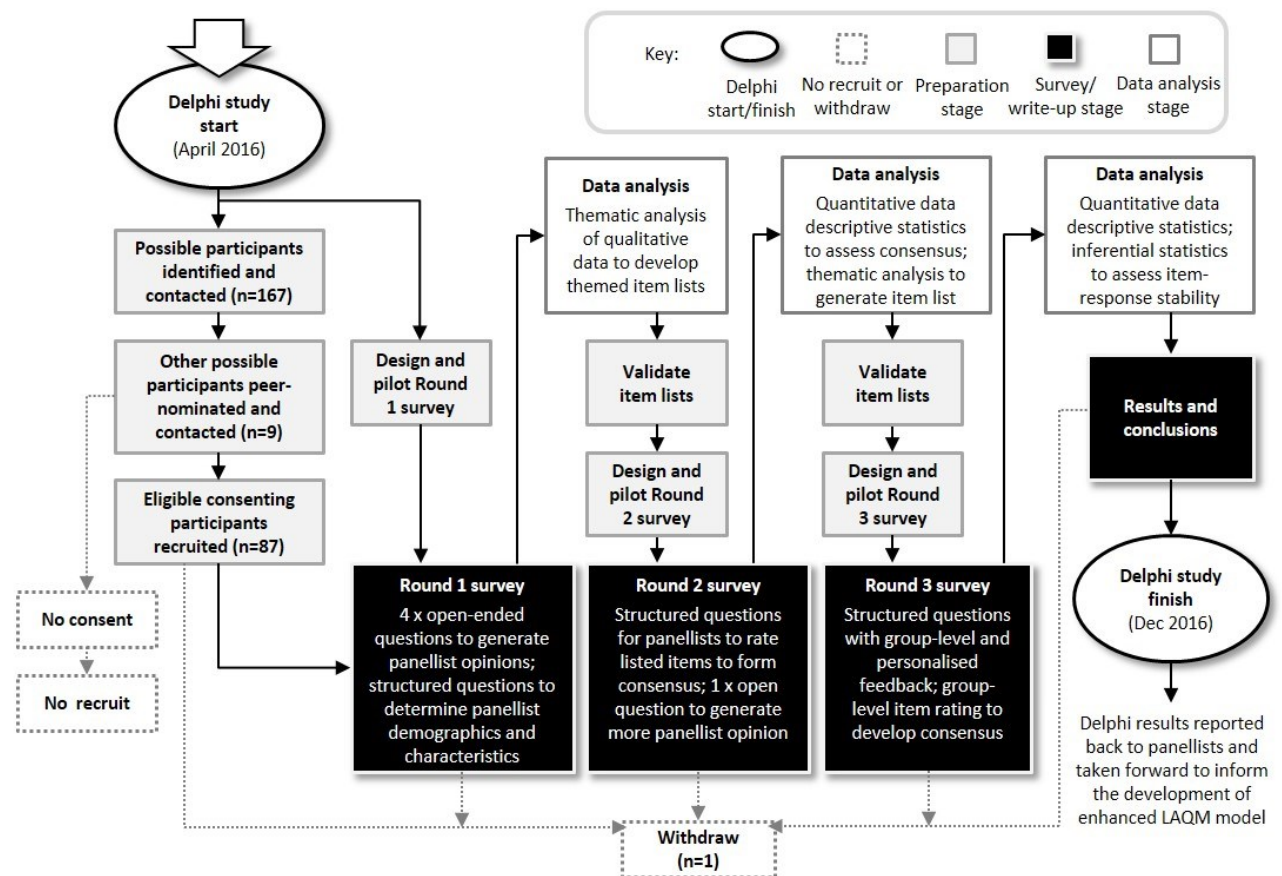 Key:
Delphi
start/finish
No recruit or
withdraw
Preparation
stage
Survey/
write-up stage
Data analysis
stage
Delphi study
start
(April 2016)
Possible participants
identified and
contacted (n=167)
Other possible
participants peer-
nominated and
contacted (n=9)
Eligible consenting
participants
recruited (n=87)
No consent
No recruit
Design and
pilot Round
1 survey
Round 1 survey
4 x open-ended
questions to generate
panellist opinions;
structured questions to
determine panellist
demographics and
characteristics
Data analysis
Thematic analysis
of qualitative
data to develop
themed item lists
Validate
item lists
Design and
pilot Round
2 survey
Round 2 survey
Structured questions
for panellists to rate
listed items to form
consensus; 1 x open
question to generate
more panellist opinion
Data analysis
Quantitative data
descriptive statistics
to assess consensus;
thematic analysis to
generate item list
Validate
item lists
Design and
pilot Round
3 survey
Round 3 survey
Structured questions
with group-level and
personalised
feedback; group-
level item rating to
develop consensus
Data analysis
Quantitative data
descriptive statistics;
inferential statistics
to assess item-
response stability
Results and
conclusions
Delphi study
finish
(Dec 2016)
Delphi results reported
back to panellists and
taken forward to inform
the development of
enhanced LAQM model
Withdraw
(n=1)